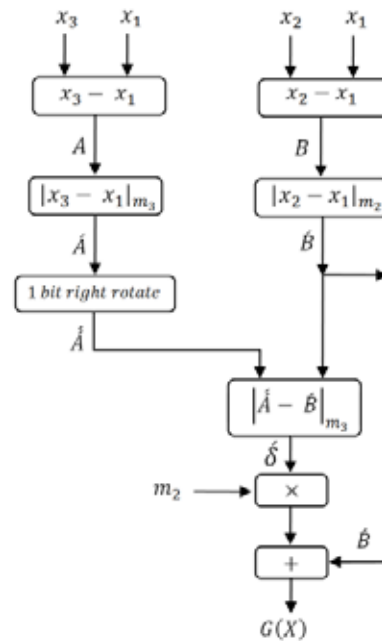 x₃ x₁ x₂ x₁
x₃ − x₁ x₂ − x₁
A B
|x₃ − x₁|ₘ₃ |x₂ − x₁|ₘ₂
Á B́
1 bit right rotate
Á́
|Á́ − B́|ₘ₃
δ́
m₂ ×
B́
+
G(X)